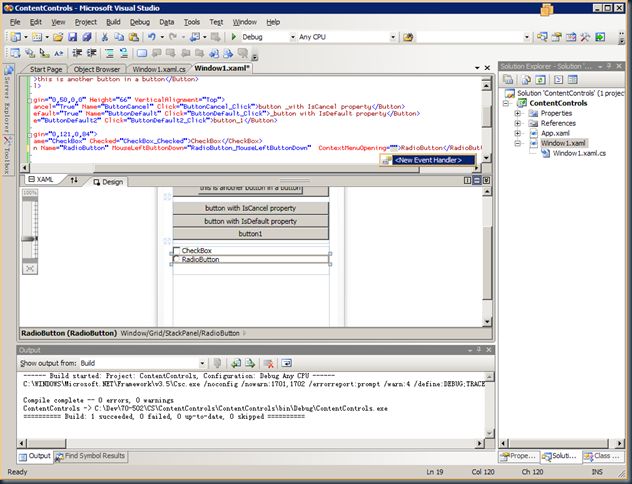 ContentControls - Microsoft Visual Studio
File Edit View Project Build Debug Data Tools Test Window Help
Debug Any CPU
Start Page Object Browser Window1.xaml.cs Window1.xaml*
>this is another button in a button</Button>
l>
gin="0,50,0,0" Height="66" VerticalAlignment="Top">
ancel="True" Name="ButtonCancel" Click="ButtonCancel_Click">button _with IsCancel property</Button>
efault="True" Name="ButtonDefault" Click="ButtonDefault_Click">_button with IsDefault property</Button>
e="ButtonDefault2" Click="ButtonDefault2_Click">button_1</Button>
gin="0,121,0,84">
ame="CheckBox" Checked="CheckBox_Checked">CheckBox</CheckBox>
n Name="RadioButton" MouseLeftButtonDown="RadioButton_MouseLeftButtonDown" ContextMenuOpening="">RadioButton</RadioButton
<New Event Handler>
XAML Design
100%
this is another button in a button
button with IsCancel property
button with IsDefault property
button1
CheckBox
RadioButton
RadioButton (RadioButton) Window/Grid/StackPanel/RadioButton
Server Explorer
Toolbox
Solution Explorer - Solution "...
Solution 'ContentControls' (1 projec
ContentControls
Properties
References
App.xaml
Window1.xaml
Window1.xaml.cs
Output
Show output from: Build
------ Build started: Project: ContentControls, Configuration: Debug Any CPU ------
C:\WINDOWS\Microsoft.NET\Framework\v3.5\Csc.exe /noconfig /nowarn:1701,1702 /errorreport:prompt /warn:4 /define:DEBUG;TRACE
Compile complete -- 0 errors, 0 warnings
ContentControls -> C:\Dev\70-502\CS\ContentControls\ContentControls\bin\Debug\ContentControls.exe
========== Build: 1 succeeded, 0 failed, 0 up-to-date, 0 skipped ==========
Output Find Symbol Results
Prope... Soluti... Class ...
Ready Ln 19 Col 120 Ch 120 INS